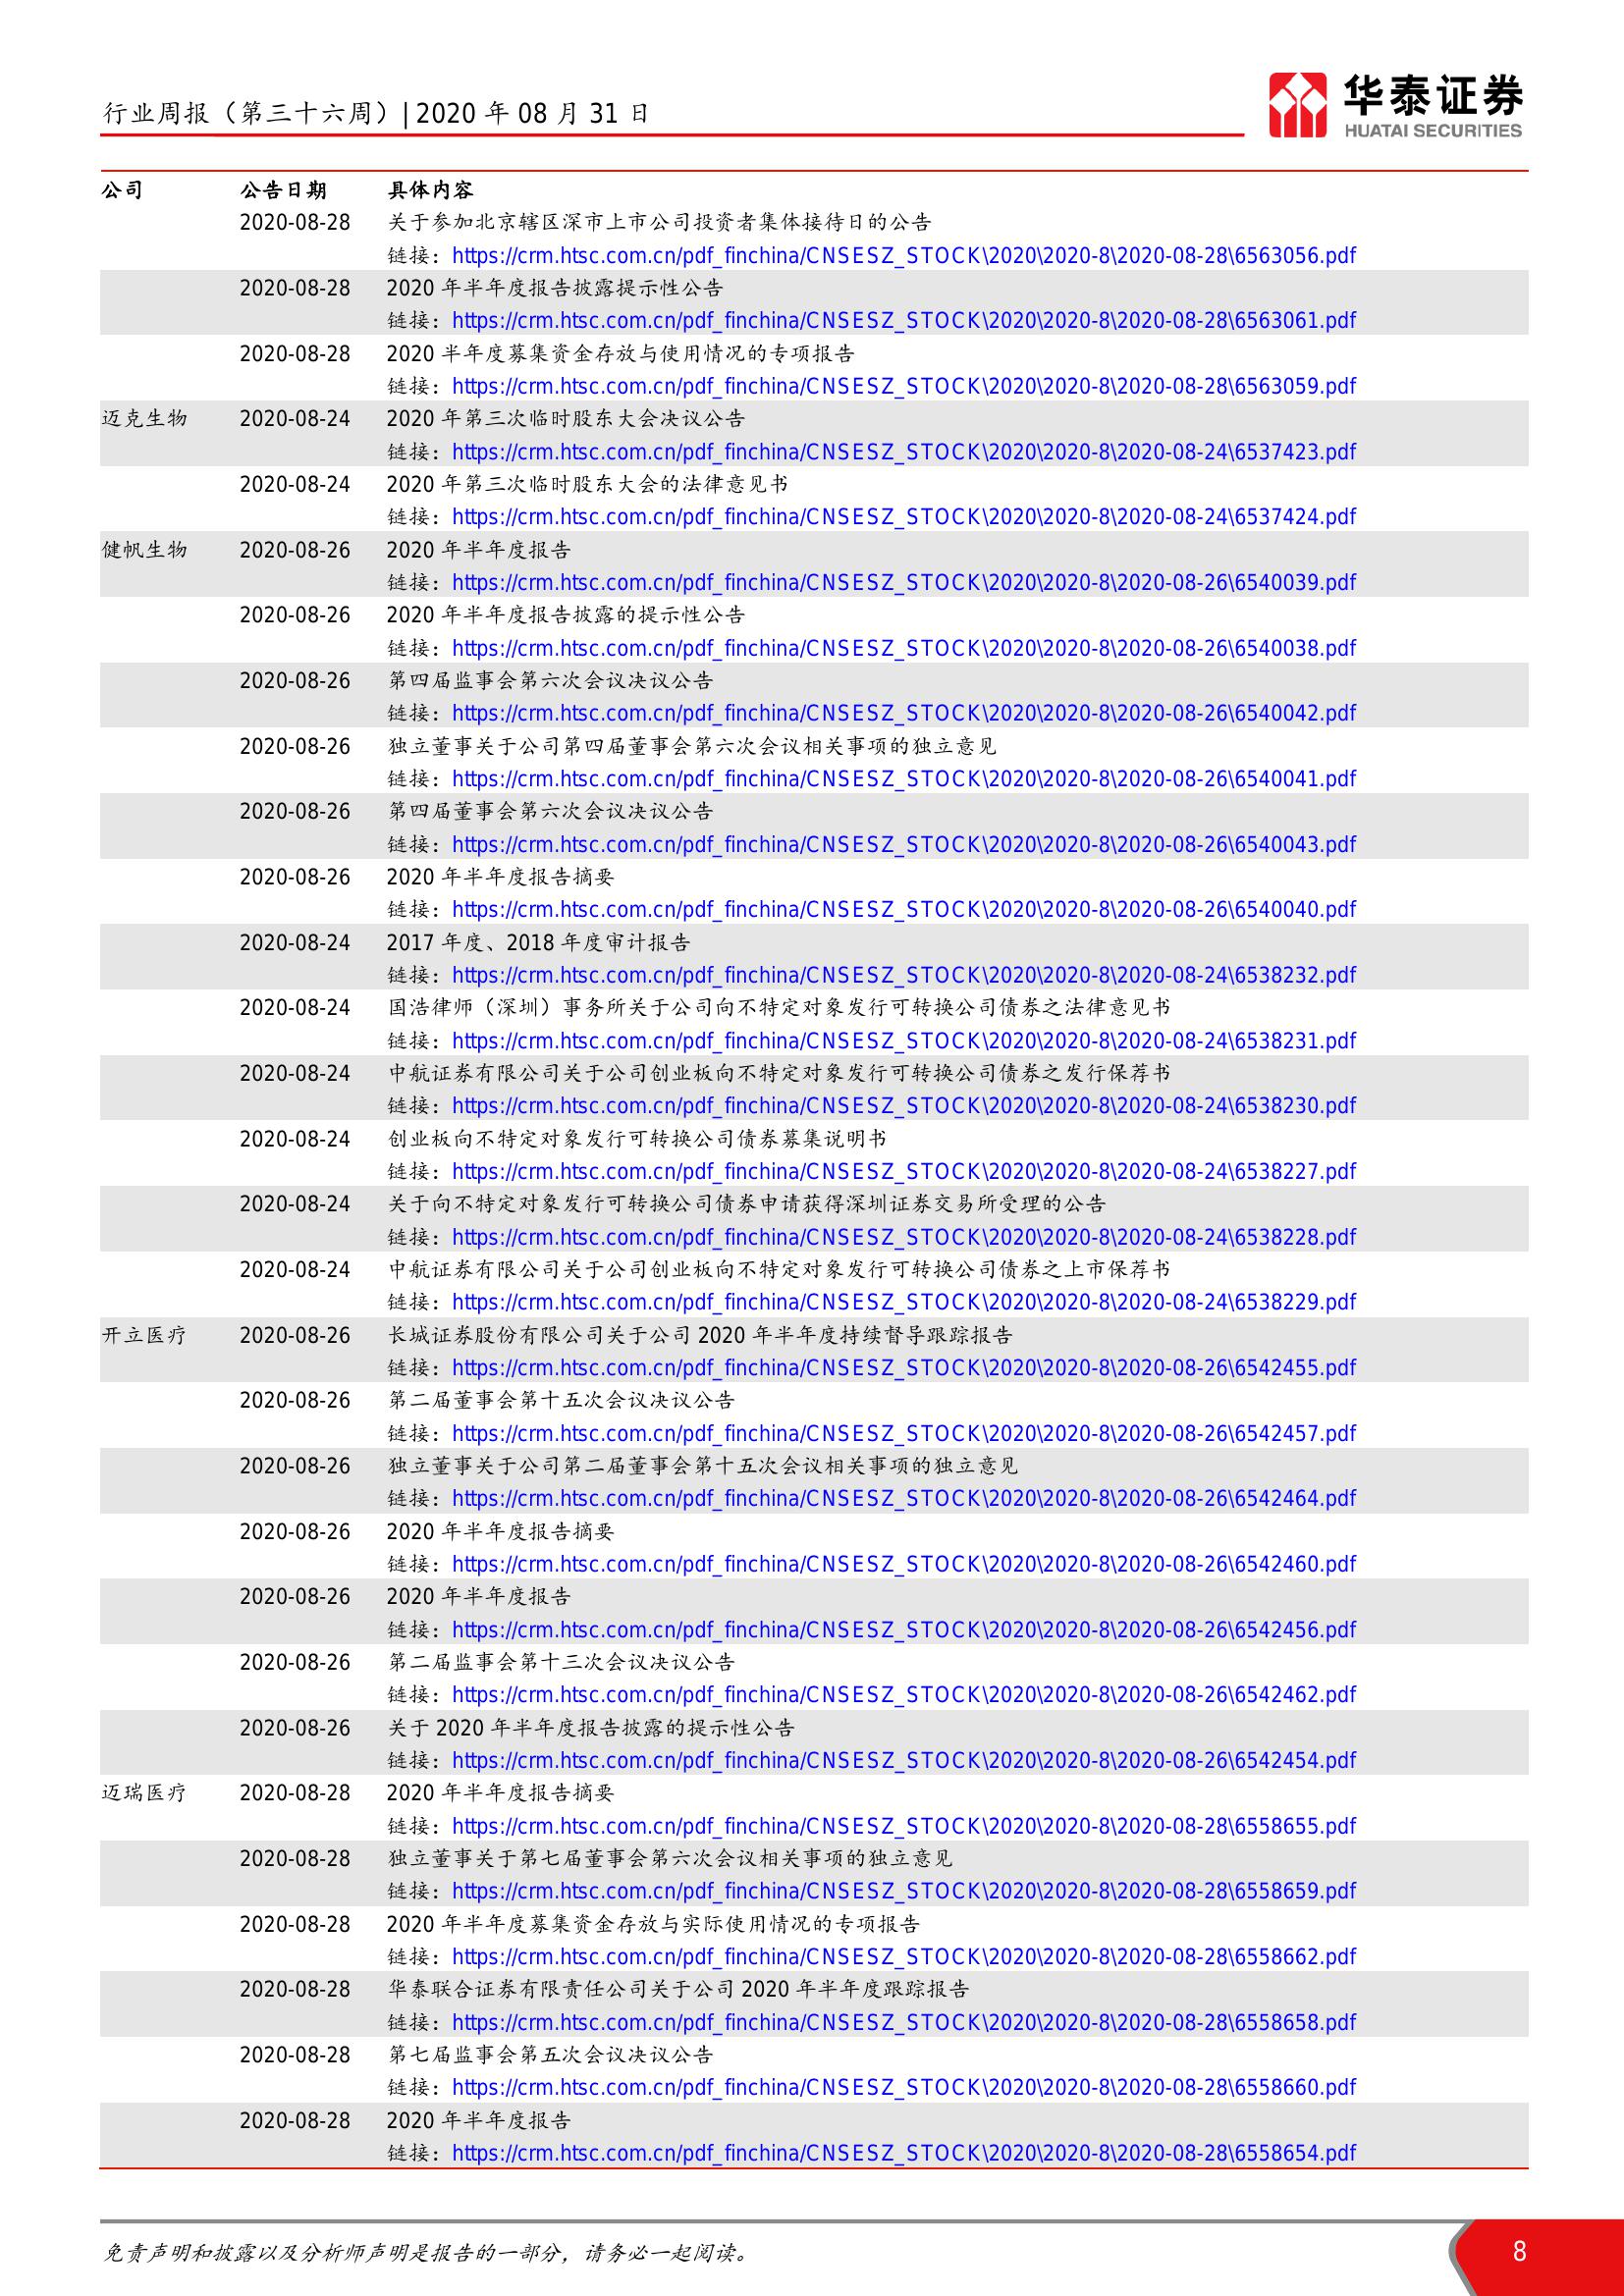 行业周报（第三十六周）| 2020 年 08 月 31 日
华泰证券
HUATAI SECURITIES
公司 公告日期 具体内容
2020-08-28 关于参加北京辖区深市上市公司投资者集体接待日的公告
链接：https://crm.htsc.com.cn/pdf_finchina/CNSESZ_STOCK\2020\2020-8\2020-08-28\6563056.pdf
2020-08-28 2020 年半年度报告披露提示性公告
链接：https://crm.htsc.com.cn/pdf_finchina/CNSESZ_STOCK\2020\2020-8\2020-08-28\6563061.pdf
2020-08-28 2020 半年度募集资金存放与使用情况的专项报告
链接：https://crm.htsc.com.cn/pdf_finchina/CNSESZ_STOCK\2020\2020-8\2020-08-28\6563059.pdf
迈克生物 2020-08-24 2020 年第三次临时股东大会决议公告
链接：https://crm.htsc.com.cn/pdf_finchina/CNSESZ_STOCK\2020\2020-8\2020-08-24\6537423.pdf
2020-08-24 2020 年第三次临时股东大会的法律意见书
链接：https://crm.htsc.com.cn/pdf_finchina/CNSESZ_STOCK\2020\2020-8\2020-08-24\6537424.pdf
健帆生物 2020-08-26 2020 年半年度报告
链接：https://crm.htsc.com.cn/pdf_finchina/CNSESZ_STOCK\2020\2020-8\2020-08-26\6540039.pdf
2020-08-26 2020 年半年度报告披露的提示性公告
链接：https://crm.htsc.com.cn/pdf_finchina/CNSESZ_STOCK\2020\2020-8\2020-08-26\6540038.pdf
2020-08-26 第四届监事会第六次会议决议公告
链接：https://crm.htsc.com.cn/pdf_finchina/CNSESZ_STOCK\2020\2020-8\2020-08-26\6540042.pdf
2020-08-26 独立董事关于公司第四届董事会第六次会议相关事项的独立意见
链接：https://crm.htsc.com.cn/pdf_finchina/CNSESZ_STOCK\2020\2020-8\2020-08-26\6540041.pdf
2020-08-26 第四届董事会第六次会议决议公告
链接：https://crm.htsc.com.cn/pdf_finchina/CNSESZ_STOCK\2020\2020-8\2020-08-26\6540043.pdf
2020-08-26 2020 年半年度报告摘要
链接：https://crm.htsc.com.cn/pdf_finchina/CNSESZ_STOCK\2020\2020-8\2020-08-26\6540040.pdf
2020-08-24 2017 年度、2018 年度审计报告
链接：https://crm.htsc.com.cn/pdf_finchina/CNSESZ_STOCK\2020\2020-8\2020-08-24\6538232.pdf
2020-08-24 国浩律师（深圳）事务所关于公司向不特定对象发行可转换公司债券之法律意见书
链接：https://crm.htsc.com.cn/pdf_finchina/CNSESZ_STOCK\2020\2020-8\2020-08-24\6538231.pdf
2020-08-24 中航证券有限公司关于公司创业板向不特定对象发行可转换公司债券之发行保荐书
链接：https://crm.htsc.com.cn/pdf_finchina/CNSESZ_STOCK\2020\2020-8\2020-08-24\6538230.pdf
2020-08-24 创业板向不特定对象发行可转换公司债券募集说明书
链接：https://crm.htsc.com.cn/pdf_finchina/CNSESZ_STOCK\2020\2020-8\2020-08-24\6538227.pdf
2020-08-24 关于向不特定对象发行可转换公司债券申请获得深圳证券交易所受理的公告
链接：https://crm.htsc.com.cn/pdf_finchina/CNSESZ_STOCK\2020\2020-8\2020-08-24\6538228.pdf
2020-08-24 中航证券有限公司关于公司创业板向不特定对象发行可转换公司债券之上市保荐书
链接：https://crm.htsc.com.cn/pdf_finchina/CNSESZ_STOCK\2020\2020-8\2020-08-24\6538229.pdf
开立医疗 2020-08-26 长城证券股份有限公司关于公司 2020 年半年度持续督导跟踪报告
链接：https://crm.htsc.com.cn/pdf_finchina/CNSESZ_STOCK\2020\2020-8\2020-08-26\6542455.pdf
2020-08-26 第二届董事会第十五次会议决议公告
链接：https://crm.htsc.com.cn/pdf_finchina/CNSESZ_STOCK\2020\2020-8\2020-08-26\6542457.pdf
2020-08-26 独立董事关于公司第二届董事会第十五次会议相关事项的独立意见
链接：https://crm.htsc.com.cn/pdf_finchina/CNSESZ_STOCK\2020\2020-8\2020-08-26\6542464.pdf
2020-08-26 2020 年半年度报告摘要
链接：https://crm.htsc.com.cn/pdf_finchina/CNSESZ_STOCK\2020\2020-8\2020-08-26\6542460.pdf
2020-08-26 2020 年半年度报告
链接：https://crm.htsc.com.cn/pdf_finchina/CNSESZ_STOCK\2020\2020-8\2020-08-26\6542456.pdf
2020-08-26 第二届监事会第十三次会议决议公告
链接：https://crm.htsc.com.cn/pdf_finchina/CNSESZ_STOCK\2020\2020-8\2020-08-26\6542462.pdf
2020-08-26 关于 2020 年半年度报告披露的提示性公告
链接：https://crm.htsc.com.cn/pdf_finchina/CNSESZ_STOCK\2020\2020-8\2020-08-26\6542454.pdf
迈瑞医疗 2020-08-28 2020 年半年度报告摘要
链接：https://crm.htsc.com.cn/pdf_finchina/CNSESZ_STOCK\2020\2020-8\2020-08-28\6558655.pdf
2020-08-28 独立董事关于第七届董事会第六次会议相关事项的独立意见
链接：https://crm.htsc.com.cn/pdf_finchina/CNSESZ_STOCK\2020\2020-8\2020-08-28\6558659.pdf
2020-08-28 2020 年半年度募集资金存放与实际使用情况的专项报告
链接：https://crm.htsc.com.cn/pdf_finchina/CNSESZ_STOCK\2020\2020-8\2020-08-28\6558662.pdf
2020-08-28 华泰联合证券有限责任公司关于公司 2020 年半年度跟踪报告
链接：https://crm.htsc.com.cn/pdf_finchina/CNSESZ_STOCK\2020\2020-8\2020-08-28\6558658.pdf
2020-08-28 第七届监事会第五次会议决议公告
链接：https://crm.htsc.com.cn/pdf_finchina/CNSESZ_STOCK\2020\2020-8\2020-08-28\6558660.pdf
2020-08-28 2020 年半年度报告
链接：https://crm.htsc.com.cn/pdf_finchina/CNSESZ_STOCK\2020\2020-8\2020-08-28\6558654.pdf
免责声明和披露以及分析师声明是报告的一部分，请务必一起阅读。
8